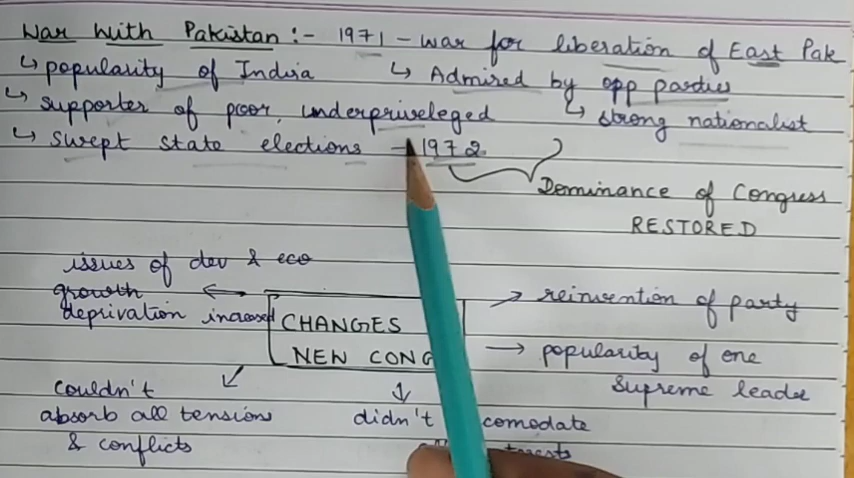 War With Pakistan :- 1971 - war for liberation of East Pak
↳ popularity of Indira ↳ Admired by opp parties
↳ supporter of poor, underpriveleged ↳ strong nationalist
↳ swept state elections - 1972
Dominance of Congress
RESTORED
issues of dev & eco
growth
deprivation increased
CHANGES
NEW CONG
→ reinvention of party
→ popularity of one
supreme leader
couldn't
absorb all tensions
& conflicts
didn't comodate